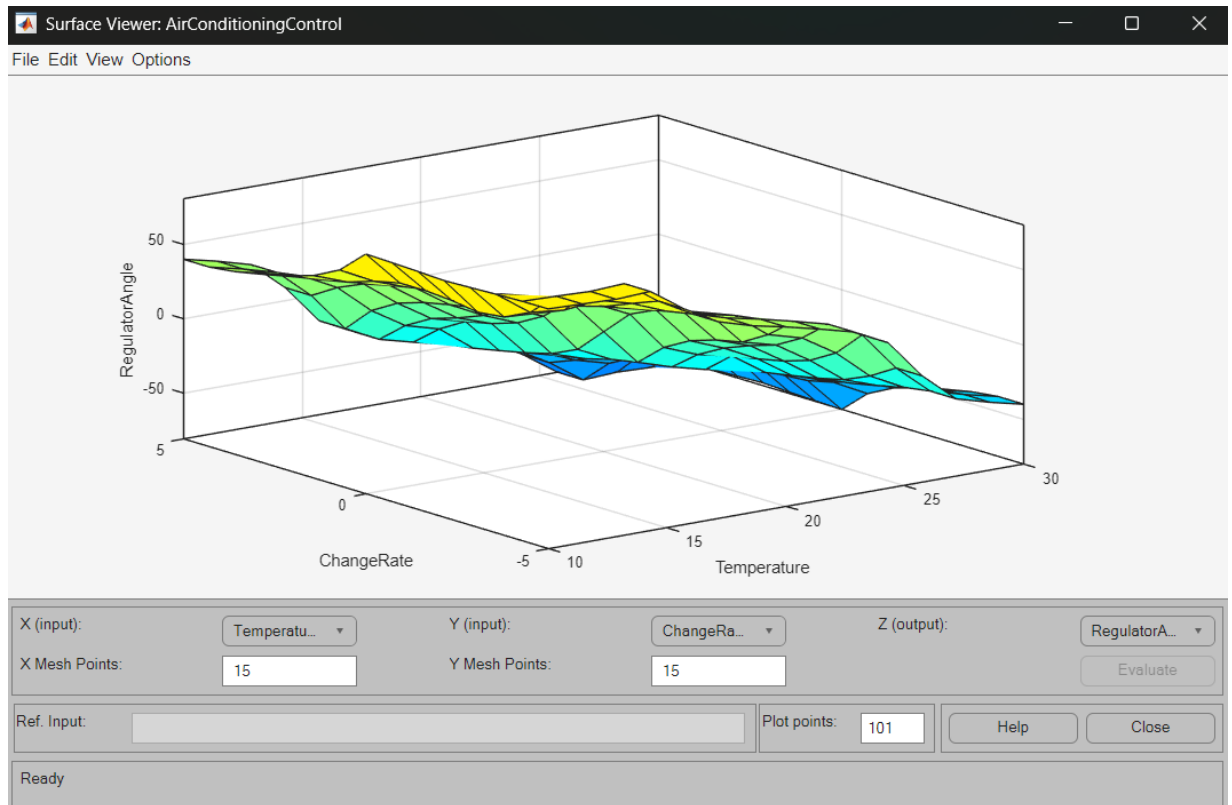 Surface Viewer: AirConditioningControl
File Edit View Options
RegulatorAngle
50
0
-50
5
0
-5
ChangeRate
10
15
20
25
30
Temperature
X (input):
Temperatu...
Y (input):
ChangeRa...
Z (output):
RegulatorA...
X Mesh Points:
15
Y Mesh Points:
15
Evaluate
Ref. Input:
Plot points:
101
Help
Close
Ready